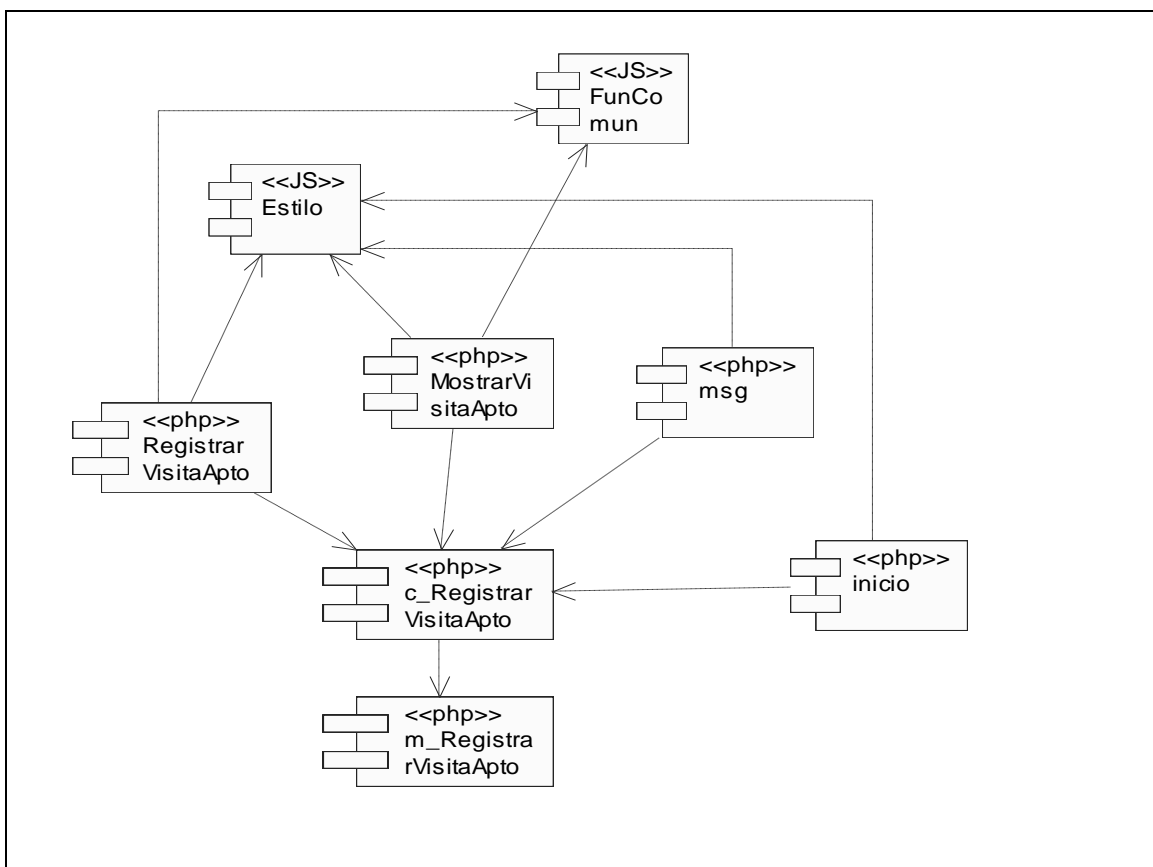 <<JS>>
FunCo
mun
<<JS>>
Estilo
<<php>>
MostrarVi
sitaApto
<<php>>
msg
<<php>>
Registrar
VisitaApto
<<php>>
c_Registrar
VisitaApto
<<php>>
inicio
<<php>>
m_Registra
rVisitaApto